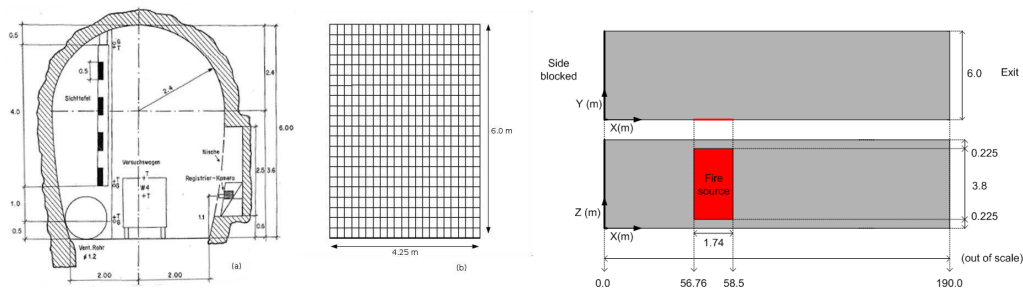 0.5
0.5
4.0
1.0
0.5
Sichttafel
2.4
Versuchswagen
T
W4
T
Nische
Registrier-Kamera
1.1
Vent.Rohr
ø1.2
2.00
2.00
2.4
6.00
2.5
3.6
0.6
(a)
6.0 m
4.25 m
(b)
Side
blocked
Y (m)
X(m)
6.0
Exit
Fire
source
Z (m)
X(m)
0.225
3.8
0.225
1.74
(out of scale)
0.0
56.76
58.5
190.0